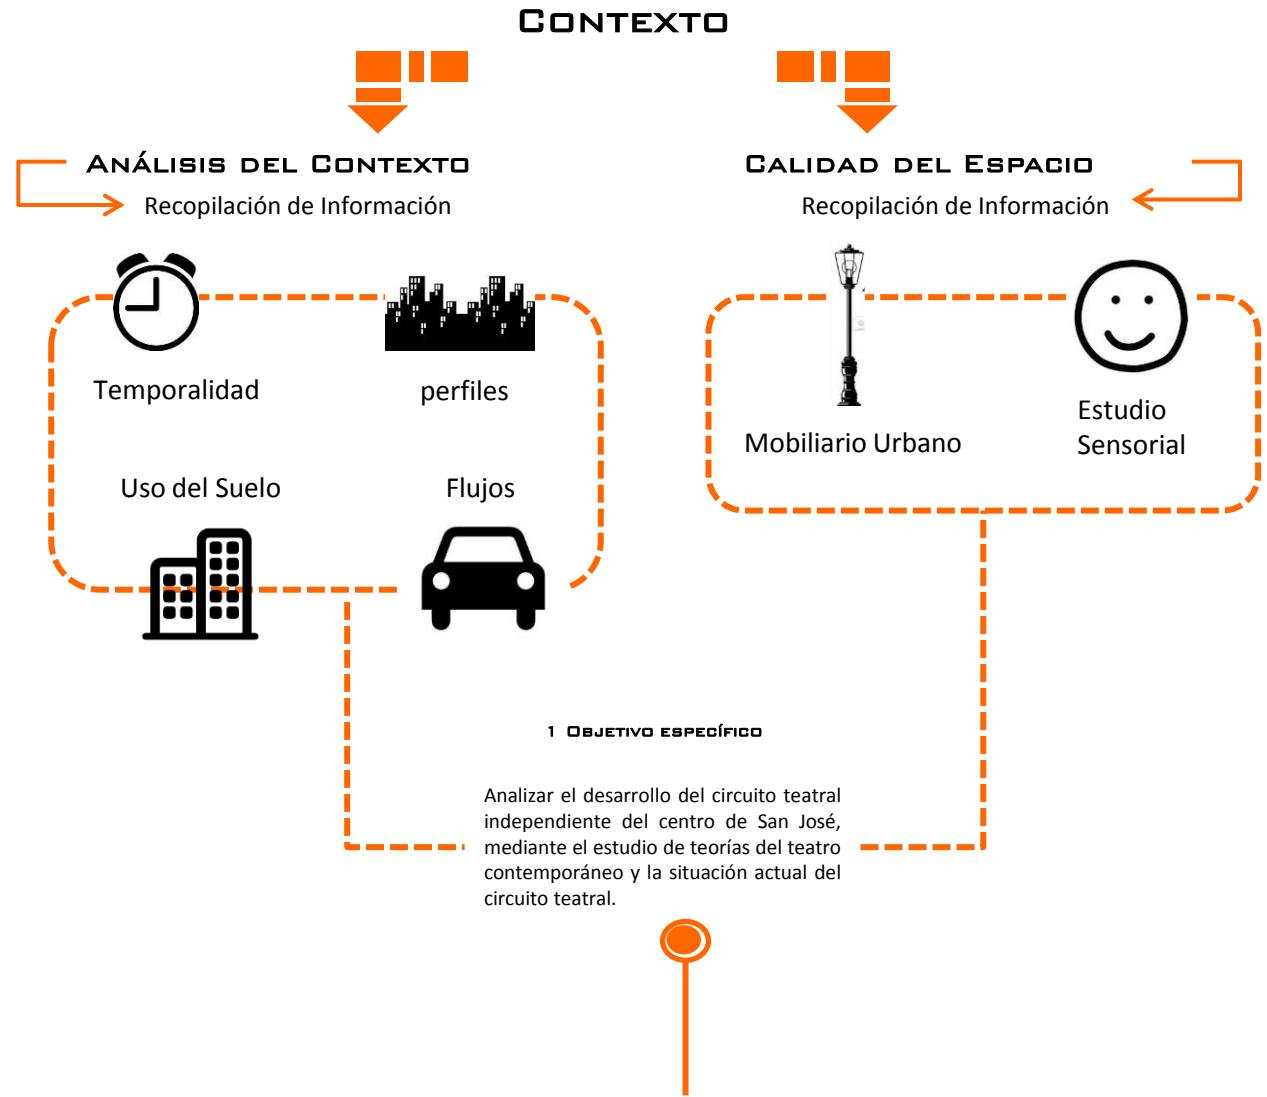 Contexto
Análisis del Contexto
Recopilación de Información
Temporalidad
perfiles
Uso del Suelo
Flujos
Calidad del Espacio
Recopilación de Información
Mobiliario Urbano
Estudio
Sensorial
1 Objetivo específico
Analizar el desarrollo del circuito teatral
independiente del centro de San José,
mediante el estudio de teorías del teatro
contemporáneo y la situación actual del
circuito teatral.